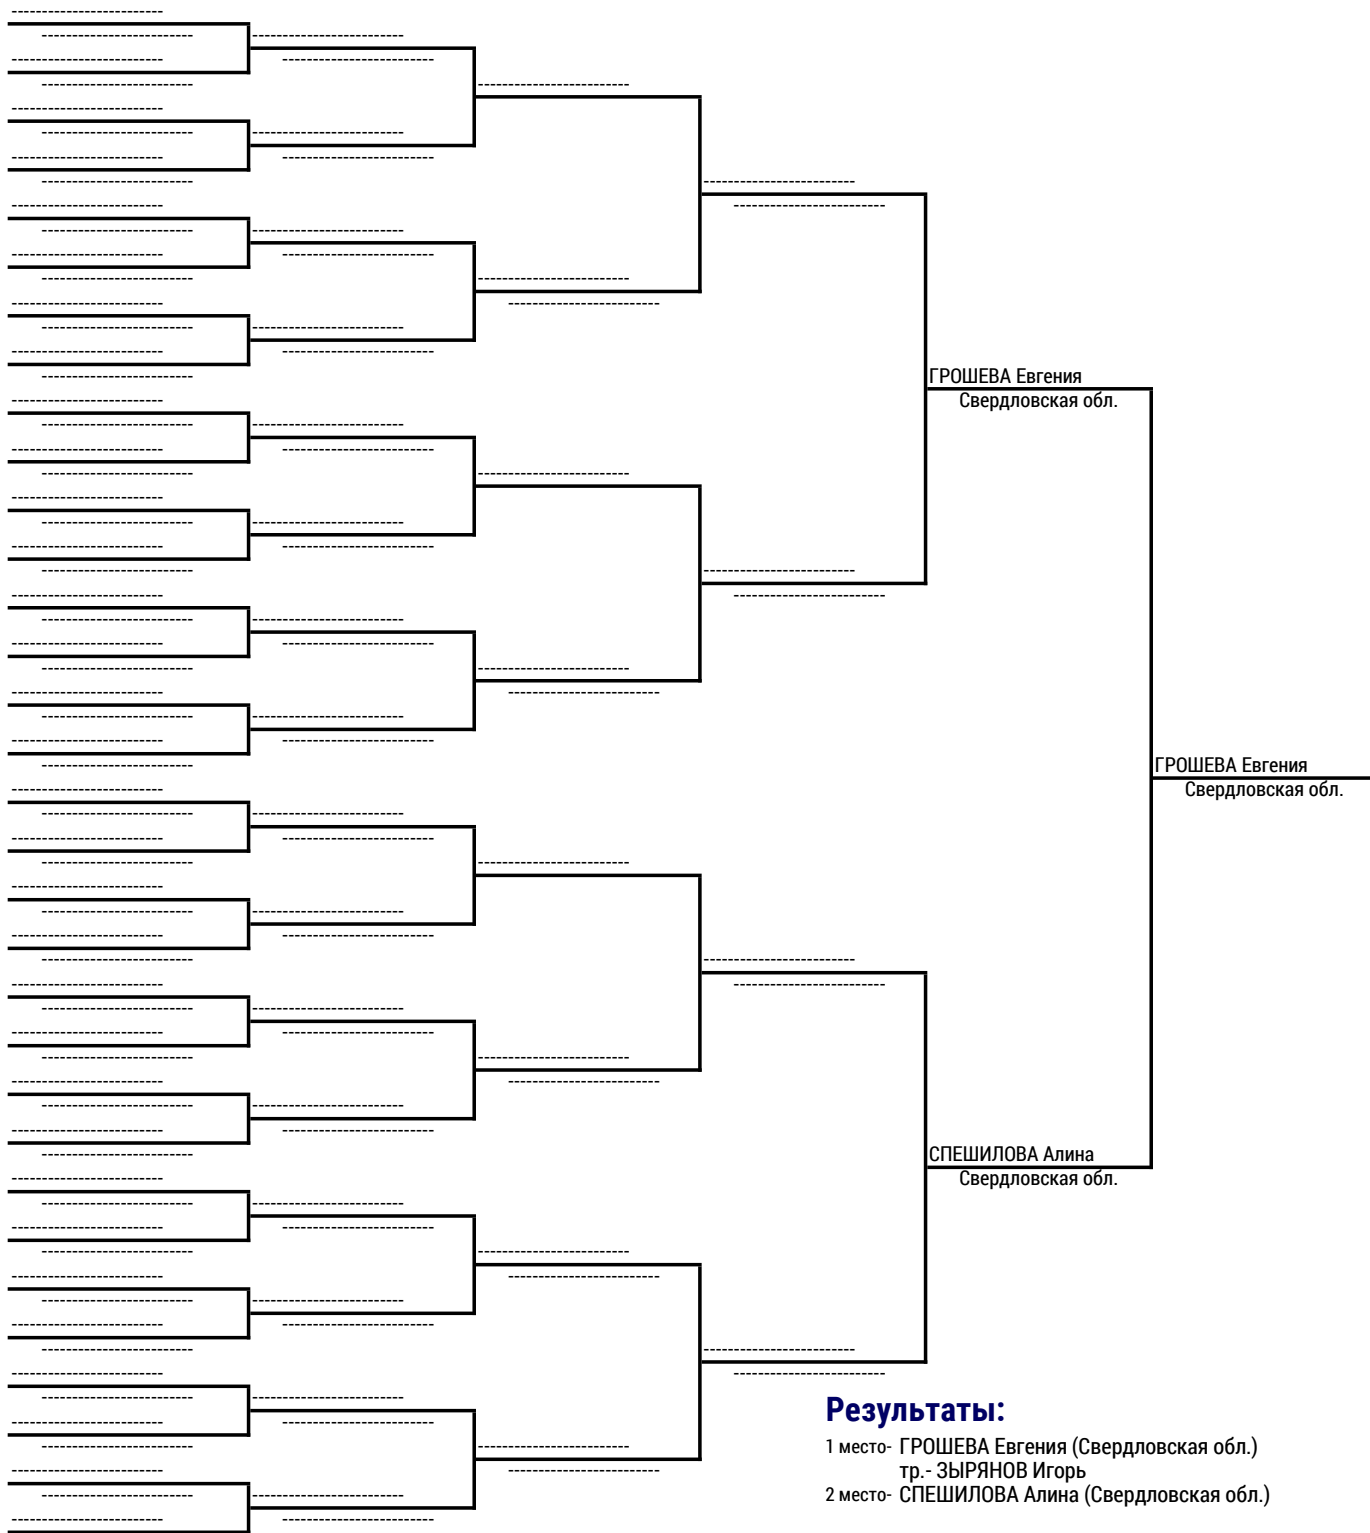 ГРОШЕВА Евгения
Свердловская обл.
ГРОШЕВА Евгения
Свердловская обл.
СПЕШИЛОВА Алина
Свердловская обл.
Результаты:
1 место- ГРОШЕВА Евгения (Свердловская обл.)
тр.- ЗЫРЯНОВ Игорь
2 место- СПЕШИЛОВА Алина (Свердловская обл.)